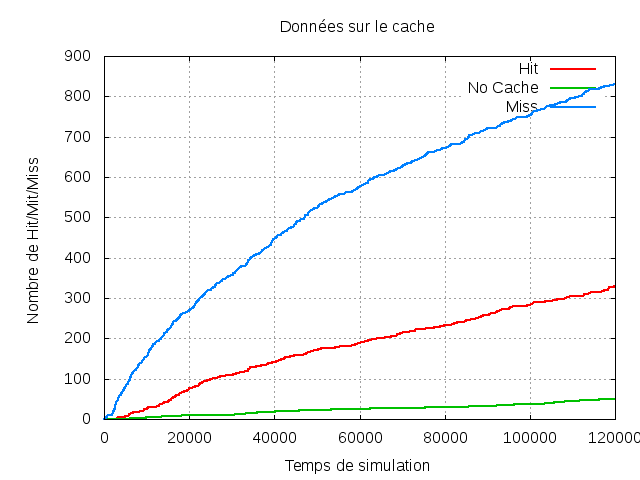 Données sur le cache
900
800
700
600
500
400
300
200
100
0
Nombre de Hit/Mit/Miss
Hit
No Cache
Miss
0
20000
40000
60000
80000
100000
120000
Temps de simulation